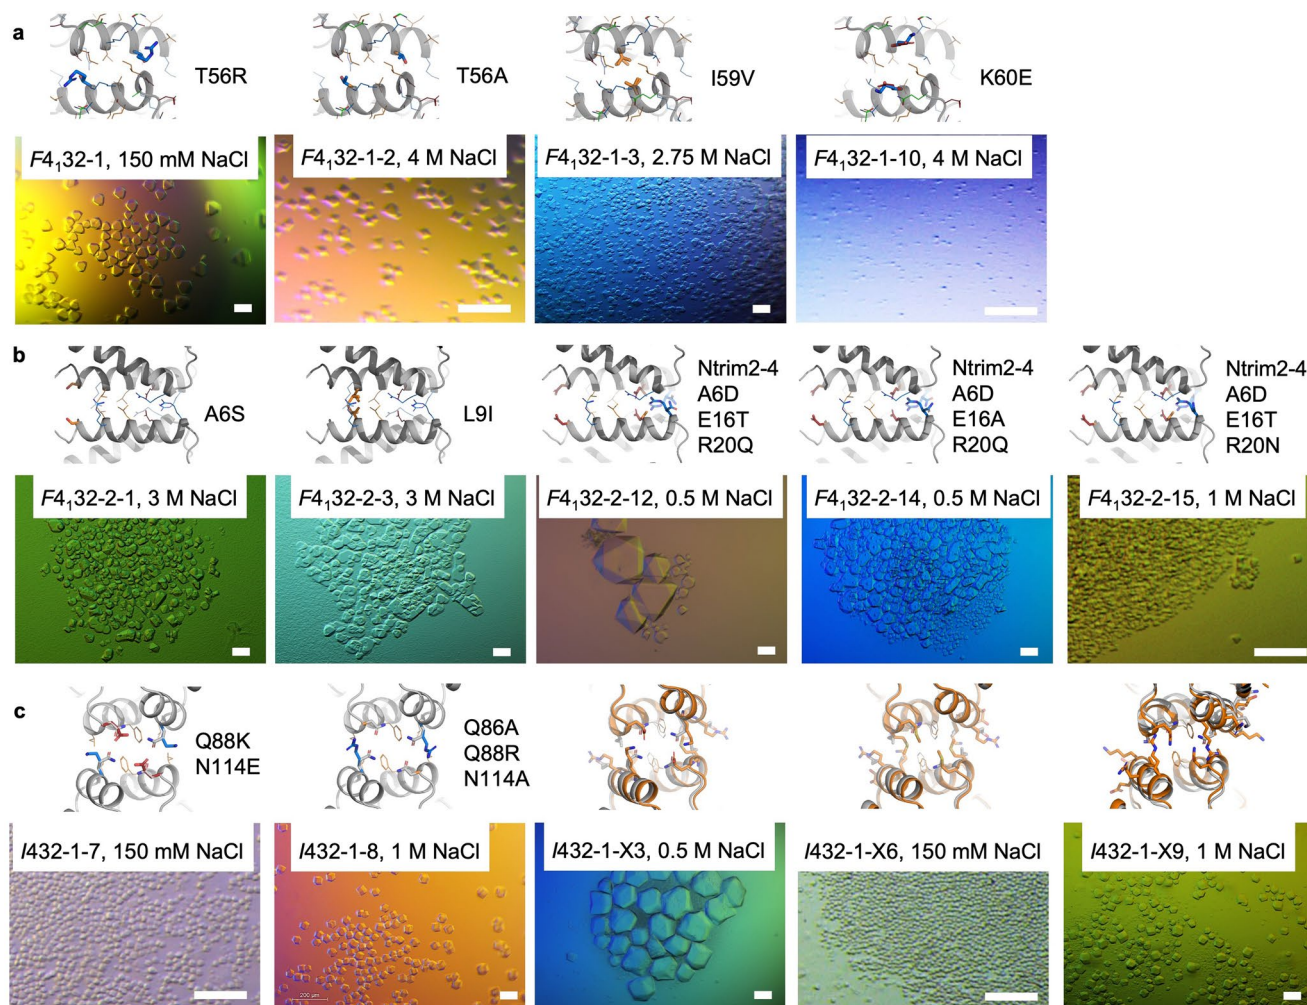 a
T56R
T56A
I59V
K60E
F4₁32-1, 150 mM NaCl
F4₁32-1-2, 4 M NaCl
F4₁32-1-3, 2.75 M NaCl
F4₁32-1-10, 4 M NaCl
b
A6S
L9I
Ntrim2-4
A6D
E16T
R20Q
Ntrim2-4
A6D
E16A
R20Q
Ntrim2-4
A6D
E16T
R20N
F4₁32-2-1, 3 M NaCl
F4₁32-2-3, 3 M NaCl
F4₁32-2-12, 0.5 M NaCl
F4₁32-2-14, 0.5 M NaCl
F4₁32-2-15, 1 M NaCl
c
Q88K
N114E
Q86A
Q88R
N114A
I432-1-7, 150 mM NaCl
I432-1-8, 1 M NaCl
I432-1-X3, 0.5 M NaCl
I432-1-X6, 150 mM NaCl
I432-1-X9, 1 M NaCl
200 µm